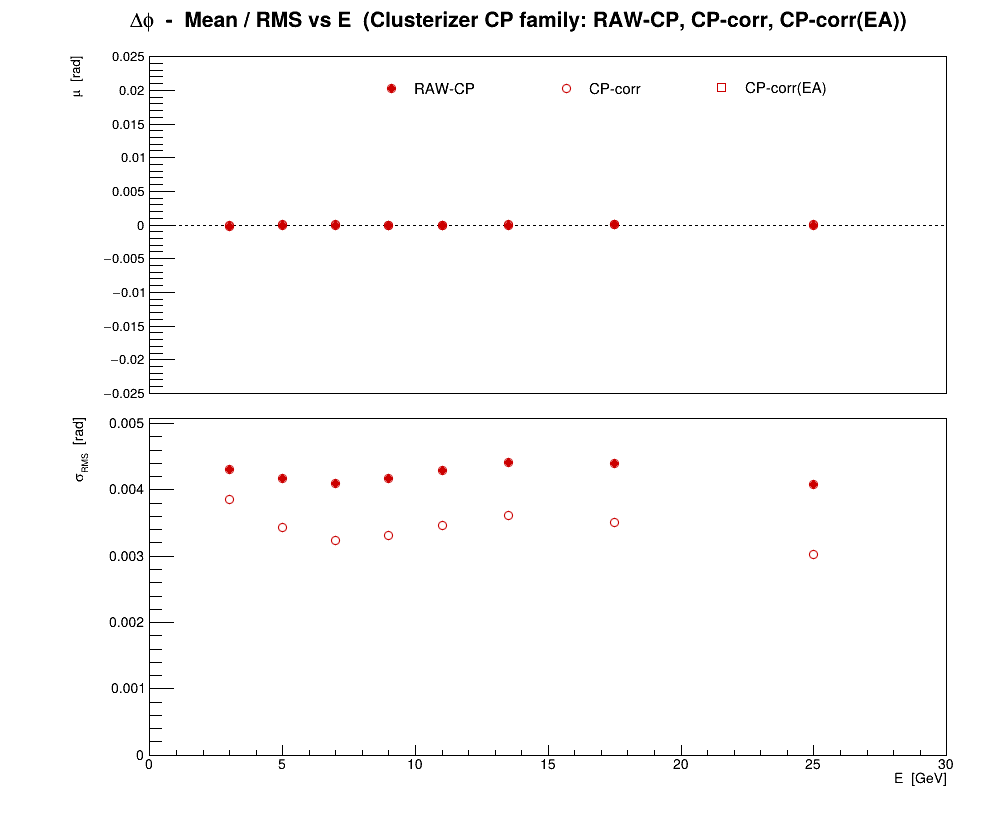 Δϕ - Mean / RMS vs E (Clusterizer CP family: RAW-CP, CP-corr, CP-corr(EA))
μ [rad]
RAW-CP CP-corr CP-corr(EA)
0.025
0.02
0.015
0.01
0.005
0
−0.005
−0.01
−0.015
−0.02
−0.025
σRMS [rad]
0.005
0.004
0.003
0.002
0.001
0
0 5 10 15 20 25 30
E [GeV]